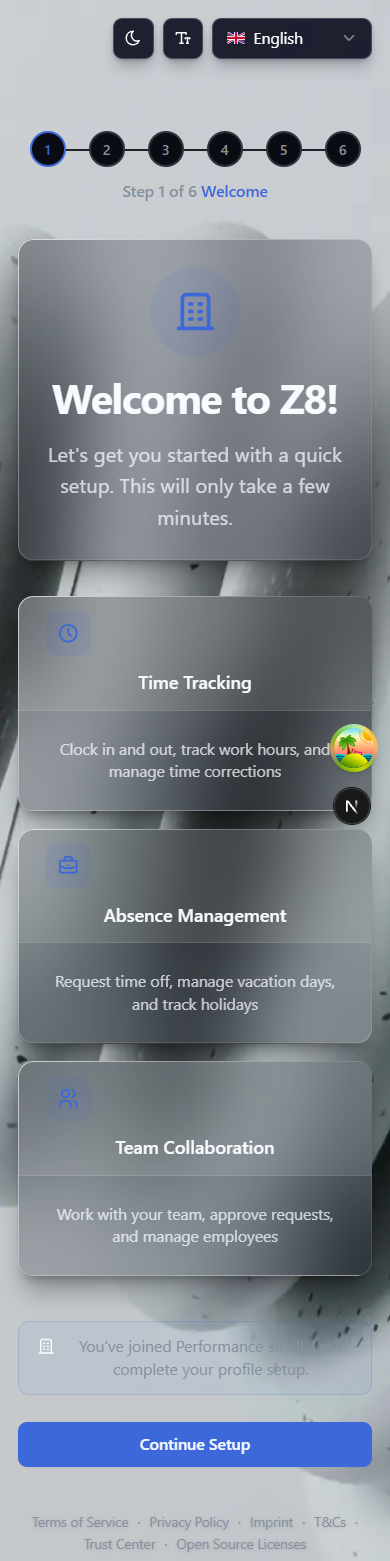 English
1 2 3 4 5 6
Step 1 of 6 Welcome
Welcome to Z8!
Let's get you started with a quick
setup. This will only take a few
minutes.
Time Tracking
Clock in and out, track work hours, and
manage time corrections
N
Absence Management
Request time off, manage vacation days,
and track holidays
Team Collaboration
Work with your team, approve requests,
and manage employees
You've joined Performance
complete your profile setup.
Continue Setup
Terms of Service · Privacy Policy · Imprint · T&Cs ·
Trust Center · Open Source Licenses